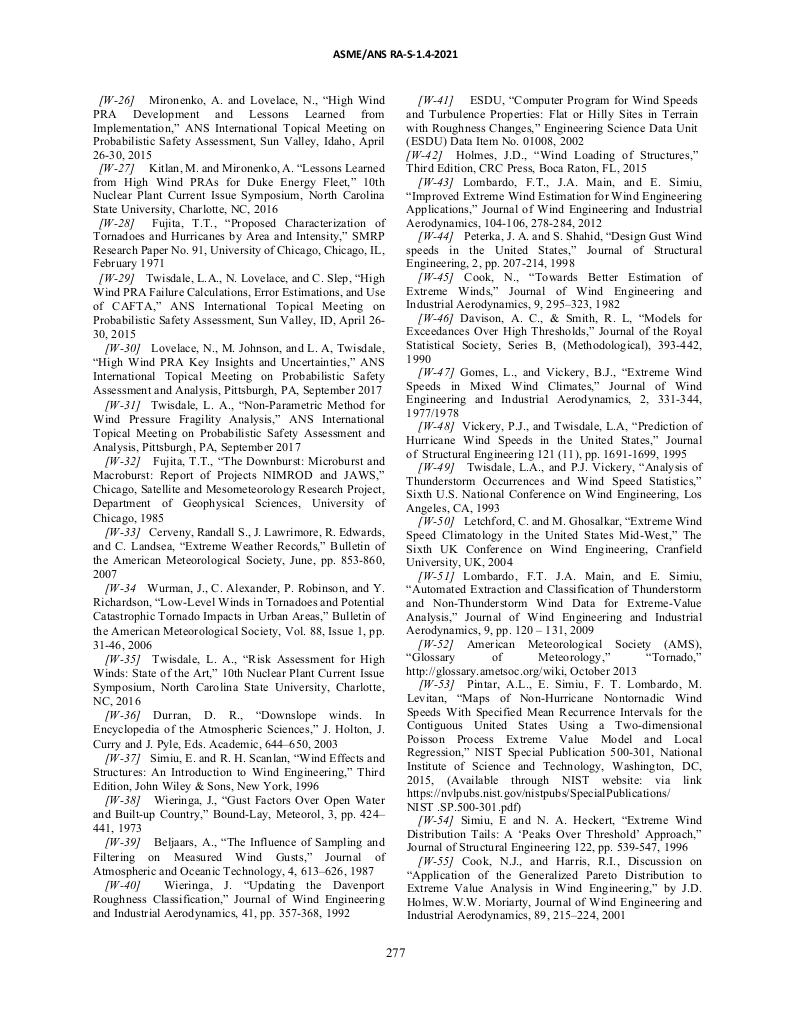 ASME/ANS RA-S-1.4-2021
[W-26] Mironenko, A. and Lovelace, N., “High Wind
PRA Development and Lessons Learned from
Implementation,” ANS International Topical Meeting on
Probabilistic Safety Assessment, Sun Valley, Idaho, April
26-30, 2015
[W-27] Kitlan, M. and Mironenko, A. “Lessons Learned
from High Wind PRAs for Duke Energy Fleet,” 10th
Nuclear Plant Current Issue Symposium, North Carolina
State University, Charlotte, NC, 2016
[W-28] Fujita, T.T., “Proposed Characterization of
Tornadoes and Hurricanes by Area and Intensity,” SMRP
Research Paper No. 91, University of Chicago, Chicago, IL,
February 1971
[W-29] Twisdale, L.A., N. Lovelace, and C. Slep, “High
Wind PRA Failure Calculations, Error Estimations, and Use
of CAFTA,” ANS International Topical Meeting on
Probabilistic Safety Assessment, Sun Valley, ID, April 26-
30, 2015
[W-30] Lovelace, N., M. Johnson, and L. A, Twisdale,
“High Wind PRA Key Insights and Uncertainties,” ANS
International Topical Meeting on Probabilistic Safety
Assessment and Analysis, Pittsburgh, PA, September 2017
[W-31] Twisdale, L. A., “Non-Parametric Method for
Wind Pressure Fragility Analysis,” ANS International
Topical Meeting on Probabilistic Safety Assessment and
Analysis, Pittsburgh, PA, September 2017
[W-32] Fujita, T.T., “The Downburst: Microburst and
Macroburst: Report of Projects NIMROD and JAWS,”
Chicago, Satellite and Mesometeorology Research Project,
Department of Geophysical Sciences, University of
Chicago, 1985
[W-33] Cerveny, Randall S., J. Lawrimore, R. Edwards,
and C. Landsea, “Extreme Weather Records,” Bulletin of
the American Meteorological Society, June, pp. 853-860,
2007
[W-34 Wurman, J., C. Alexander, P. Robinson, and Y.
Richardson, “Low-Level Winds in Tornadoes and Potential
Catastrophic Tornado Impacts in Urban Areas,” Bulletin of
the American Meteorological Society, Vol. 88, Issue 1, pp.
31-46, 2006
[W-35] Twisdale, L. A., “Risk Assessment for High
Winds: State of the Art,” 10th Nuclear Plant Current Issue
Symposium, North Carolina State University, Charlotte,
NC, 2016
[W-36] Durran, D. R., “Downslope winds. In
Encyclopedia of the Atmospheric Sciences,” J. Holton, J.
Curry and J. Pyle, Eds. Academic, 644–650, 2003
[W-37] Simiu, E. and R. H. Scanlan, “Wind Effects and
Structures: An Introduction to Wind Engineering,” Third
Edition, John Wiley & Sons, New York, 1996
[W-38] Wieringa, J., “Gust Factors Over Open Water
and Built-up Country,” Bound-Lay, Meteorol, 3, pp. 424–
441, 1973
[W-39] Beljaars, A., “The Influence of Sampling and
Filtering on Measured Wind Gusts,” Journal of
Atmospheric and Oceanic Technology, 4, 613–626, 1987
[W-40] Wieringa, J. “Updating the Davenport
Roughness Classification,” Journal of Wind Engineering
and Industrial Aerodynamics, 41, pp. 357-368, 1992
[W-41] ESDU, “Computer Program for Wind Speeds
and Turbulence Properties: Flat or Hilly Sites in Terrain
with Roughness Changes,” Engineering Science Data Unit
(ESDU) Data Item No. 01008, 2002
[W-42] Holmes, J.D., “Wind Loading of Structures,”
Third Edition, CRC Press, Boca Raton, FL, 2015
[W-43] Lombardo, F.T., J.A. Main, and E. Simiu,
“Improved Extreme Wind Estimation for Wind Engineering
Applications,” Journal of Wind Engineering and Industrial
Aerodynamics, 104-106, 278-284, 2012
[W-44] Peterka, J. A. and S. Shahid, “Design Gust Wind
speeds in the United States,” Journal of Structural
Engineering, 2, pp. 207-214, 1998
[W-45] Cook, N., “Towards Better Estimation of
Extreme Winds,” Journal of Wind Engineering and
Industrial Aerodynamics, 9, 295–323, 1982
[W-46] Davison, A. C., & Smith, R. L, “Models for
Exceedances Over High Thresholds,” Journal of the Royal
Statistical Society, Series B, (Methodological), 393-442,
1990
[W-47] Gomes, L., and Vickery, B.J., “Extreme Wind
Speeds in Mixed Wind Climates,” Journal of Wind
Engineering and Industrial Aerodynamics, 2, 331-344,
1977/1978
[W-48] Vickery, P.J., and Twisdale, L.A, “Prediction of
Hurricane Wind Speeds in the United States,” Journal
of Structural Engineering 121 (11), pp. 1691-1699, 1995
[W-49] Twisdale, L.A., and P.J. Vickery, “Analysis of
Thunderstorm Occurrences and Wind Speed Statistics,”
Sixth U.S. National Conference on Wind Engineering, Los
Angeles, CA, 1993
[W-50] Letchford, C. and M. Ghosalkar, “Extreme Wind
Speed Climatology in the United States Mid-West,” The
Sixth UK Conference on Wind Engineering, Cranfield
University, UK, 2004
[W-51] Lombardo, F.T. J.A. Main, and E. Simiu,
“Automated Extraction and Classification of Thunderstorm
and Non-Thunderstorm Wind Data for Extreme-Value
Analysis,” Journal of Wind Engineering and Industrial
Aerodynamics, 9, pp. 120 – 131, 2009
[W-52] American Meteorological Society (AMS),
“Glossary of Meteorology,” “Tornado,”
http://glossary.ametsoc.org/wiki, October 2013
[W-53] Pintar, A.L., E. Simiu, F. T. Lombardo, M.
Levitan, “Maps of Non-Hurricane Nontornadic Wind
Speeds With Specified Mean Recurrence Intervals for the
Contiguous United States Using a Two-dimensional
Poisson Process Extreme Value Model and Local
Regression,” NIST Special Publication 500-301, National
Institute of Science and Technology, Washington, DC,
2015, (Available through NIST website: via link
https://nvlpubs.nist.gov/nistpubs/SpecialPublications/
NIST .SP.500-301.pdf)
[W-54] Simiu, E and N. A. Heckert, “Extreme Wind
Distribution Tails: A ‘Peaks Over Threshold’ Approach,”
Journal of Structural Engineering 122, pp. 539-547, 1996
[W-55] Cook, N.J., and Harris, R.I., Discussion on
“Application of the Generalized Pareto Distribution to
Extreme Value Analysis in Wind Engineering,” by J.D.
Holmes, W.W. Moriarty, Journal of Wind Engineering and
Industrial Aerodynamics, 89, 215–224, 2001
277